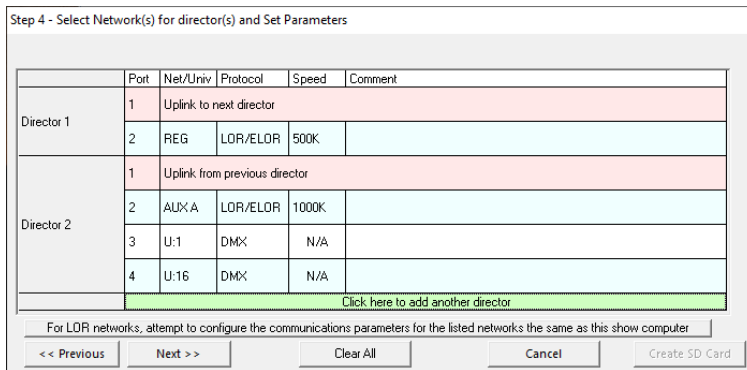 Step 4 - Select Network(s) for director(s) and Set Parameters
Port Net/Univ Protocol Speed Comment
Director 1
1 Uplink to next director
2 REG LOR/ELOR 500K
Director 2
1 Uplink from previous director
2 AUX A LOR/ELOR 1000K
3 U:1 DMX N/A
4 U:16 DMX N/A
Click here to add another director
For LOR networks, attempt to configure the communications parameters for the listed networks the same as this show computer
<< Previous Next >> Clear All Cancel Create SD Card